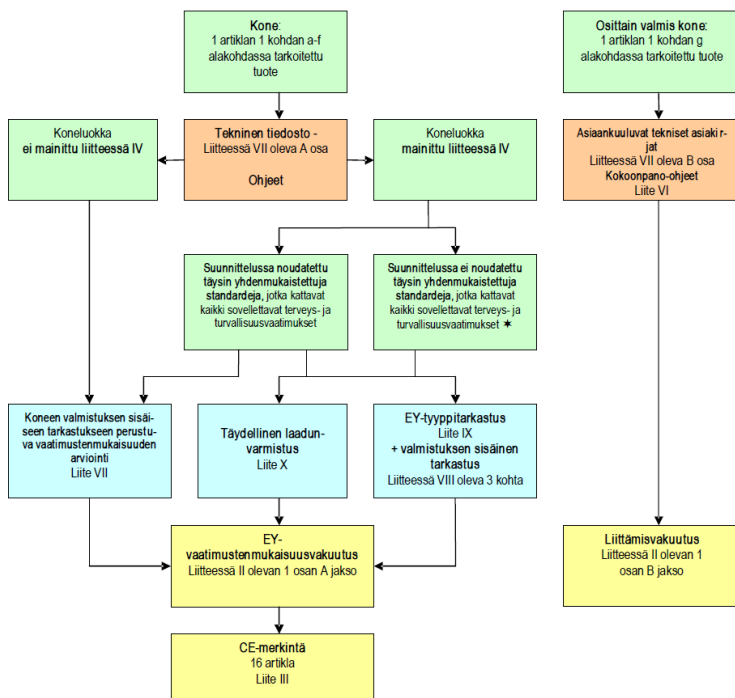 Kone:
1 artiklan 1 kohdan a-f
alakohdassa tarkoitettu
tuote
Osittain valmis kone:
1 artiklan 1 kohdan g
alakohdassa tarkoitettu tuote
Koneluokka
ei mainittu liitteessä IV
Tekninen tiedosto -
Liitteessä VII oleva A osa
Ohjeet
Koneluokka
mainittu liitteessä IV
Asiaankuuluvat tekniset asiaki r-
jat
Liitteessä VII oleva B osa
Kokoonpano-ohjeet
Liite VI
Suunnittelussa noudatettu
täysin yhdenmukaistettuja
standardeja, jotka kattavat
kaikki sovellettavat terveys- ja
turvallisuusvaatimukset
Suunnittelussa ei noudatettu
täysin yhdenmukaistettuja
standardeja, jotka kattavat
kaikki sovellettavat terveys- ja
turvallisuusvaatimukset ★
Koneen valmistuksen sisäi-
seen tarkastukseen perustu-
va vaatimustenmukaisuuden
arviointi
Liite VII
Täydellinen laadun-
varmistus
Liite X
EY-tyyppitarkastus
Liite IX
+ valmistuksen sisäinen
tarkastus
Liitteessä VIII oleva 3 kohta
EY-
vaatimustenmukaisuusvakuutus
Liitteessä II olevan 1 osan A jakso
Liittämisvakuutus
Liitteessä II olevan 1
osan B jakso
CE-merkintä
16 artikla
Liite III